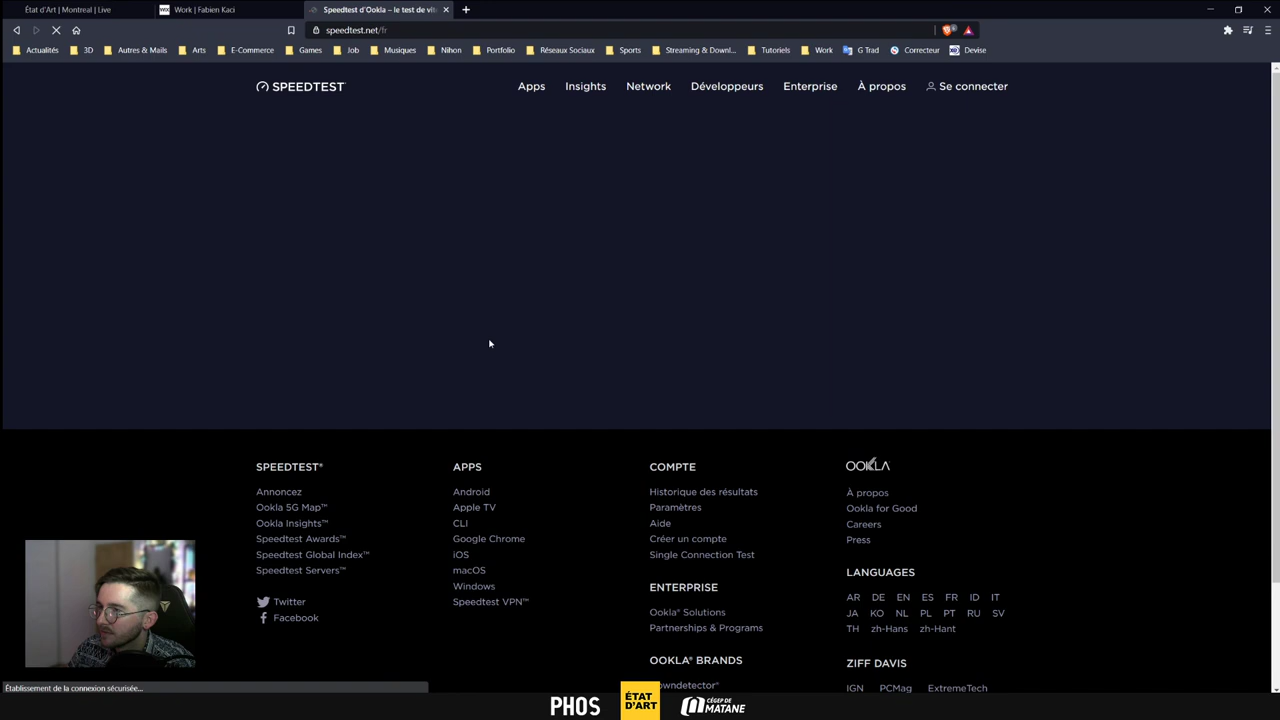 État d'Art | Montreal | Live
WIX Work | Fabien Kaci
Speedtest d'Ookla – le test de vit
speedtest.net/fr
Actualités 3D Autres & Mails Arts E-Commerce Games Job Musiques Nihon Portfolio Réseaux Sociaux Sports Streaming & Downl... Tutoriels Work G Trad Correcteur Devise
SPEEDTEST
Apps Insights Network Développeurs Enterprise À propos Se connecter
SPEEDTEST®
Annoncez
Ookla 5G Map™
Ookla Insights™
Speedtest Awards™
Speedtest Global Index™
Speedtest Servers™
Twitter
Facebook
APPS
Android
Apple TV
CLI
Google Chrome
iOS
macOS
Windows
Speedtest VPN™
COMPTE
Historique des résultats
Paramètres
Aide
Créer un compte
Single Connection Test
ENTERPRISE
Ookla® Solutions
Partnerships & Programs
OOKLA® BRANDS
owndetector®
OOKLA
À propos
Ookla for Good
Careers
Press
LANGUAGES
AR DE EN ES FR ID IT
JA KO NL PL PT RU SV
TH zh-Hans zh-Hant
ZIFF DAVIS
IGN PCMag ExtremeTech
Établissement de la connexion sécurisée...
PHOS
ÉTAT
D'ART
CÉGEP DE
MATANE